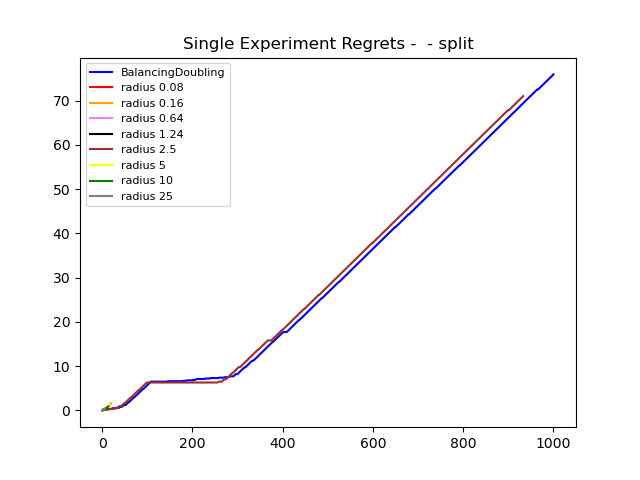 Single Experiment Regrets -  - split
BalancingDoubling
radius 0.08
radius 0.16
radius 0.64
radius 1.24
radius 2.5
radius 5
radius 10
radius 25
70
60
50
40
30
20
10
0
0 200 400 600 800 1000